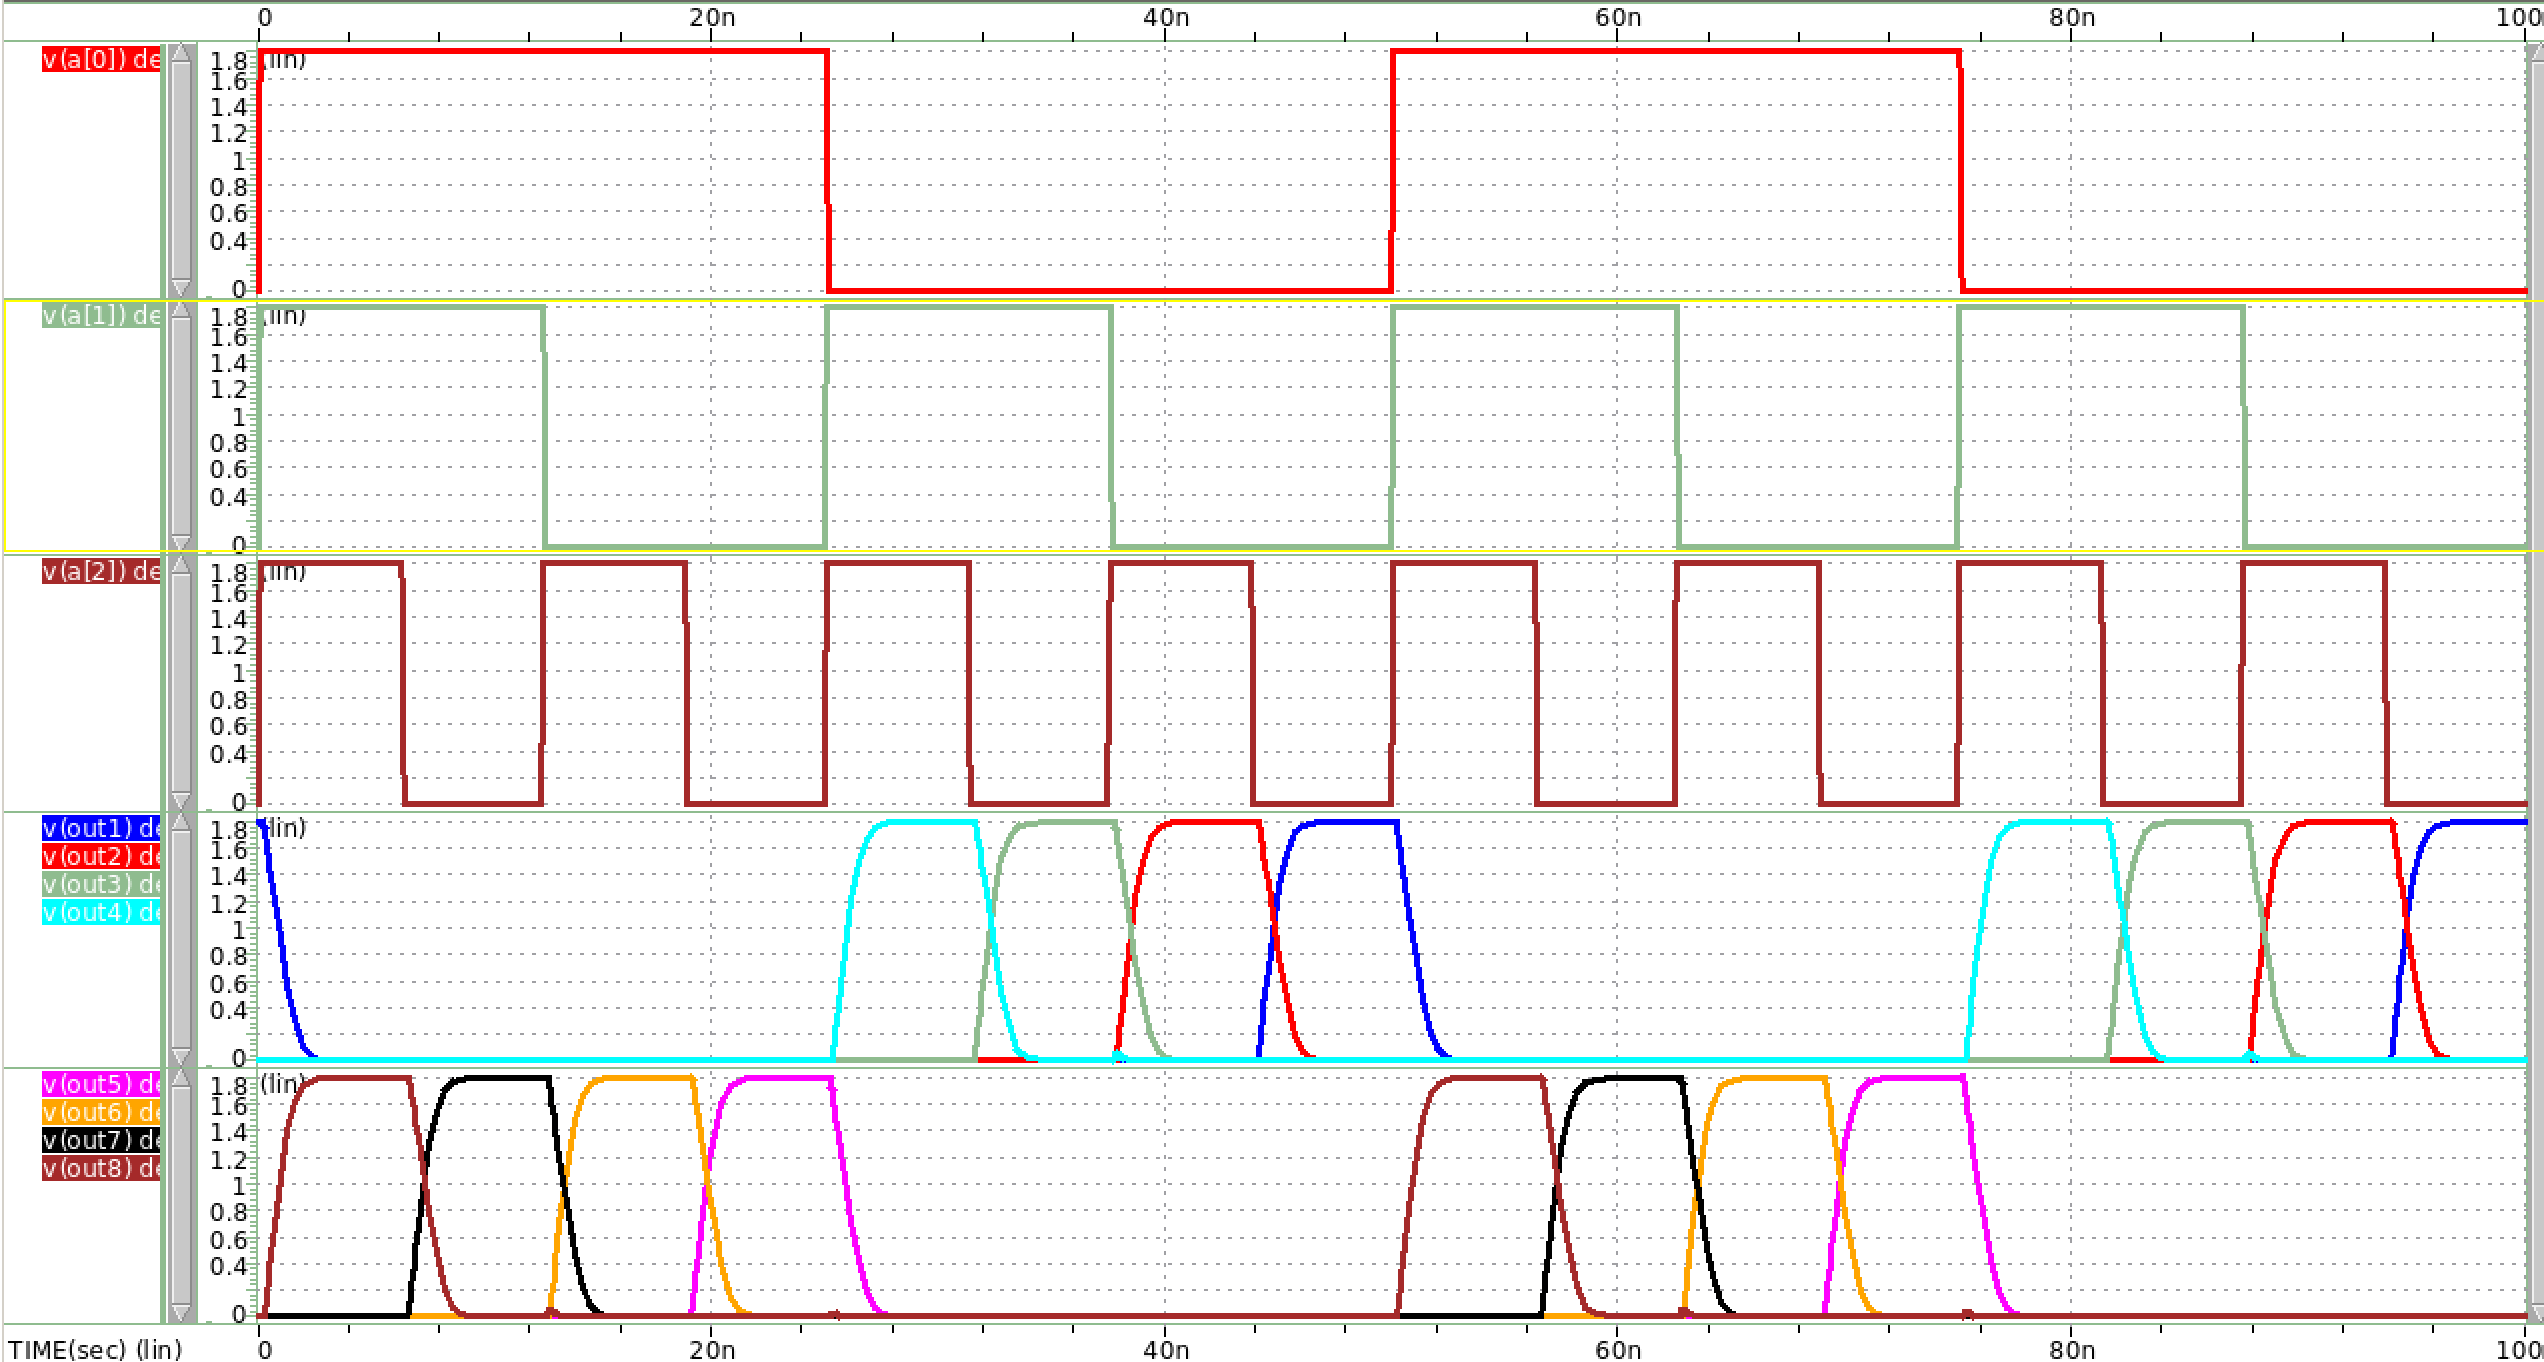 0 20n 40n 60n 80n 100
v(a[0]) de
(lin)
1.8
1.6
1.4
1.2
1
0.8
0.6
0.4
0
v(a[1]) de
(lin)
1.8
1.6
1.4
1.2
1
0.8
0.6
0.4
0
v(a[2]) de
(lin)
1.8
1.6
1.4
1.2
1
0.8
0.6
0.4
0
v(out1) de
v(out2) de
v(out3) de
v(out4) de
(lin)
1.8
1.6
1.4
1.2
1
0.8
0.6
0.4
0
v(out5) de
v(out6) de
v(out7) de
v(out8) de
(lin)
1.8
1.6
1.4
1.2
1
0.8
0.6
0.4
0
TIME(sec) (lin) 0 20n 40n 60n 80n 100